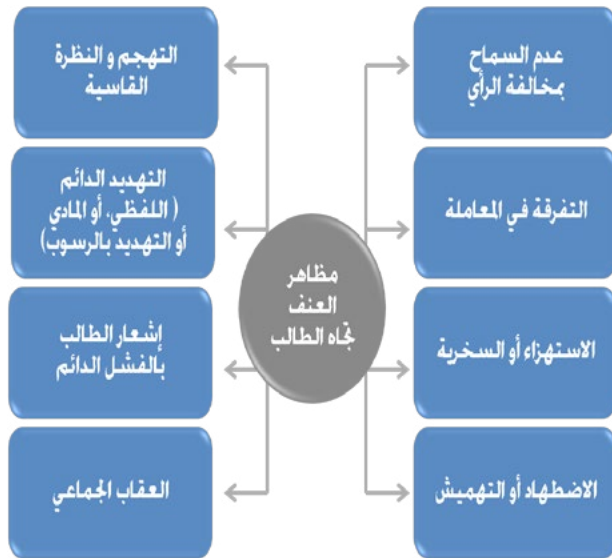 مظاهر
العنف
تجاه الطالب
عدم السماح
بمخالفة الرأي
التفرقة في المعاملة
الاستهزاء أو السخرية
الاضطهاد أو التهميش
التهجم و النظرة
القاسية
التهديد الدائم
( اللفظي، أو المادي
أو التهديد بالرسوب)
إشعار الطالب
بالفشل الدائم
العقاب الجماعي